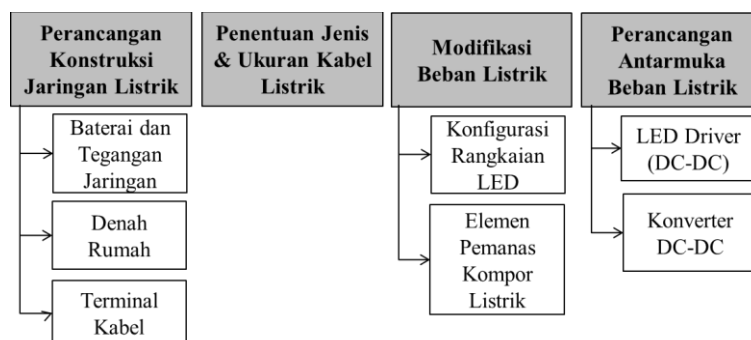 Perancangan
Konstruksi
Jaringan Listrik
Baterai dan
Tegangan
Jaringan
Denah
Rumah
Terminal
Kabel
Penentuan Jenis
& Ukuran Kabel
Listrik
Modifikasi
Beban Listrik
Konfigurasi
Rangkaian
LED
Elemen
Pemanas
Kompor
Listrik
Perancangan
Antarmuka
Beban Listrik
LED Driver
(DC-DC)
Konverter
DC-DC